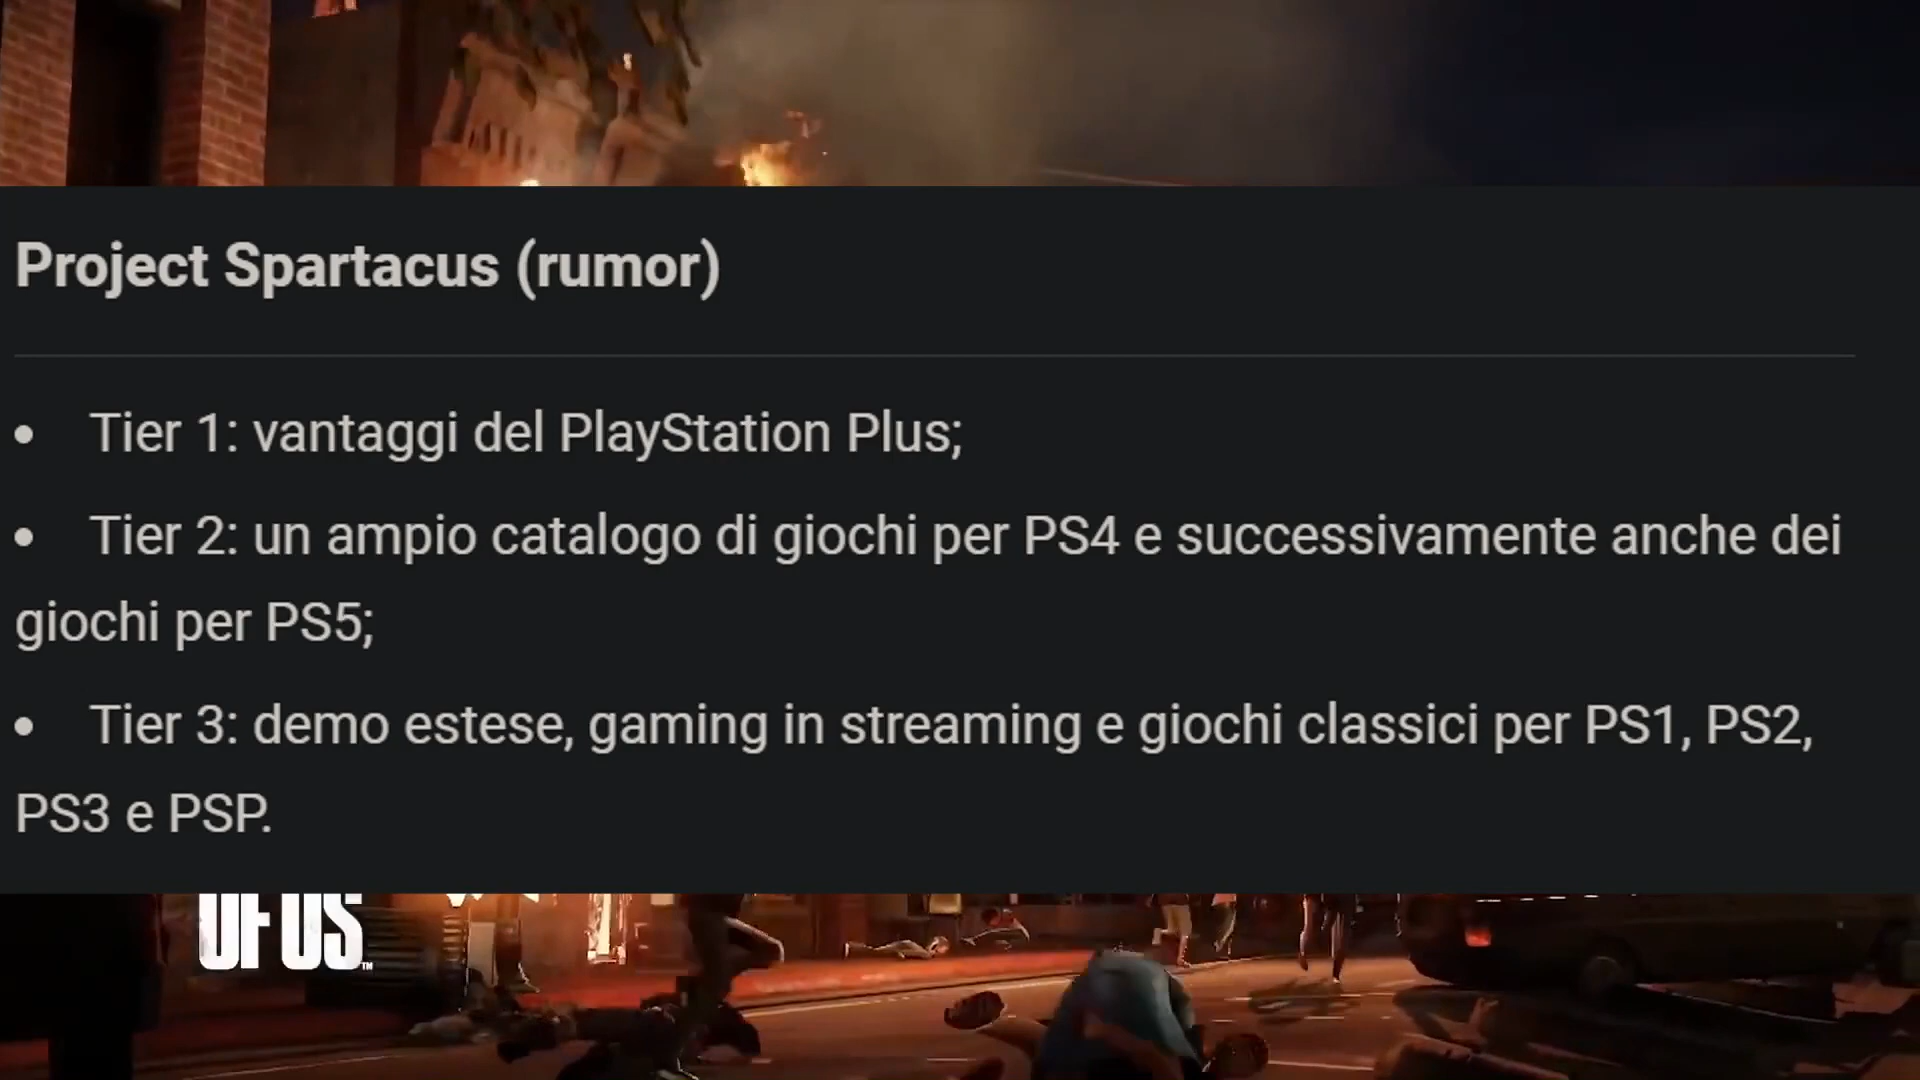 Project Spartacus (rumor)
• Tier 1: vantaggi del PlayStation Plus;
• Tier 2: un ampio catalogo di giochi per PS4 e successivamente anche dei
giochi per PS5;
• Tier 3: demo estese, gaming in streaming e giochi classici per PS1, PS2,
PS3 e PSP.
OF US™